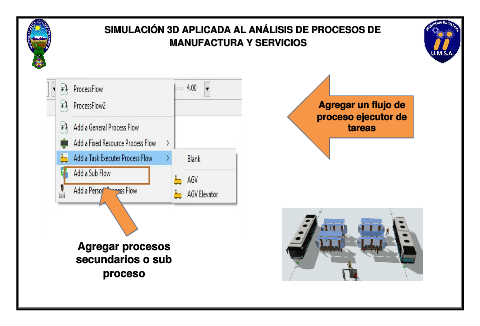 SIMULACIÓN 3D APLICADA AL ANÁLISIS DE PROCESOS DE
MANUFACTURA Y SERVICIOS
U.M.S.A.
ProcessFlow
ProcessFlow2
Add a General Process Flow
Add a Fixed Resource Process Flow
Add a Task Executer Process Flow
Add a Sub Flow
Add a Person Process Flow
4.00
Blank
AGV
AGV Elevator
Agregar un flujo de
proceso ejecutor de
tareas
Agregar procesos
secundarios o sub
proceso